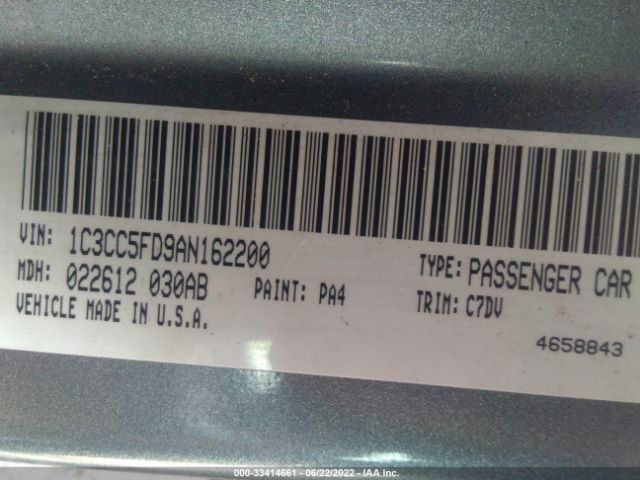 VIN: 1C3CC5FD9AN162200
MDH: 022612 030AB PAINT: PA4
VEHICLE MADE IN U.S.A.
TYPE: PASSENGER CAR
TRIM: C7DV
4658843
000-33414661 - 06/22/2022 - IAA Inc.